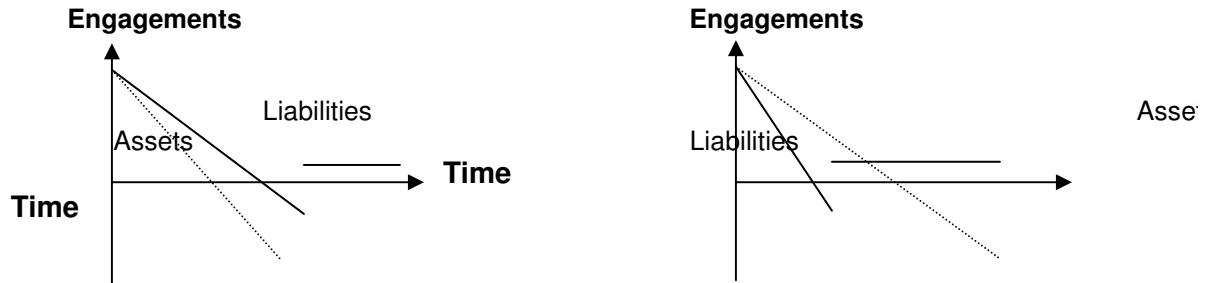 Engagements
Liabilities
Assets
Time
Time
Engagements
Asse
Liabilities